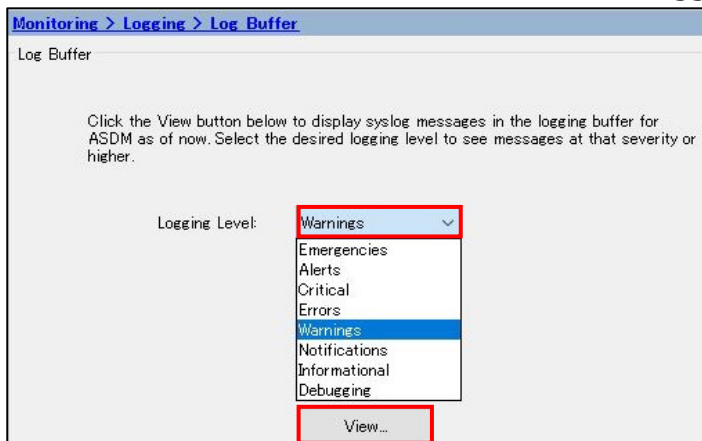 Monitoring > Logging > Log Buffer
Log Buffer
Click the View button below to display syslog messages in the logging buffer for
ASDM as of now. Select the desired logging level to see messages at that severity or
higher.
Logging Level: Warnings
Emergencies
Alerts
Critical
Errors
Warnings
Notifications
Informational
Debugging
View...